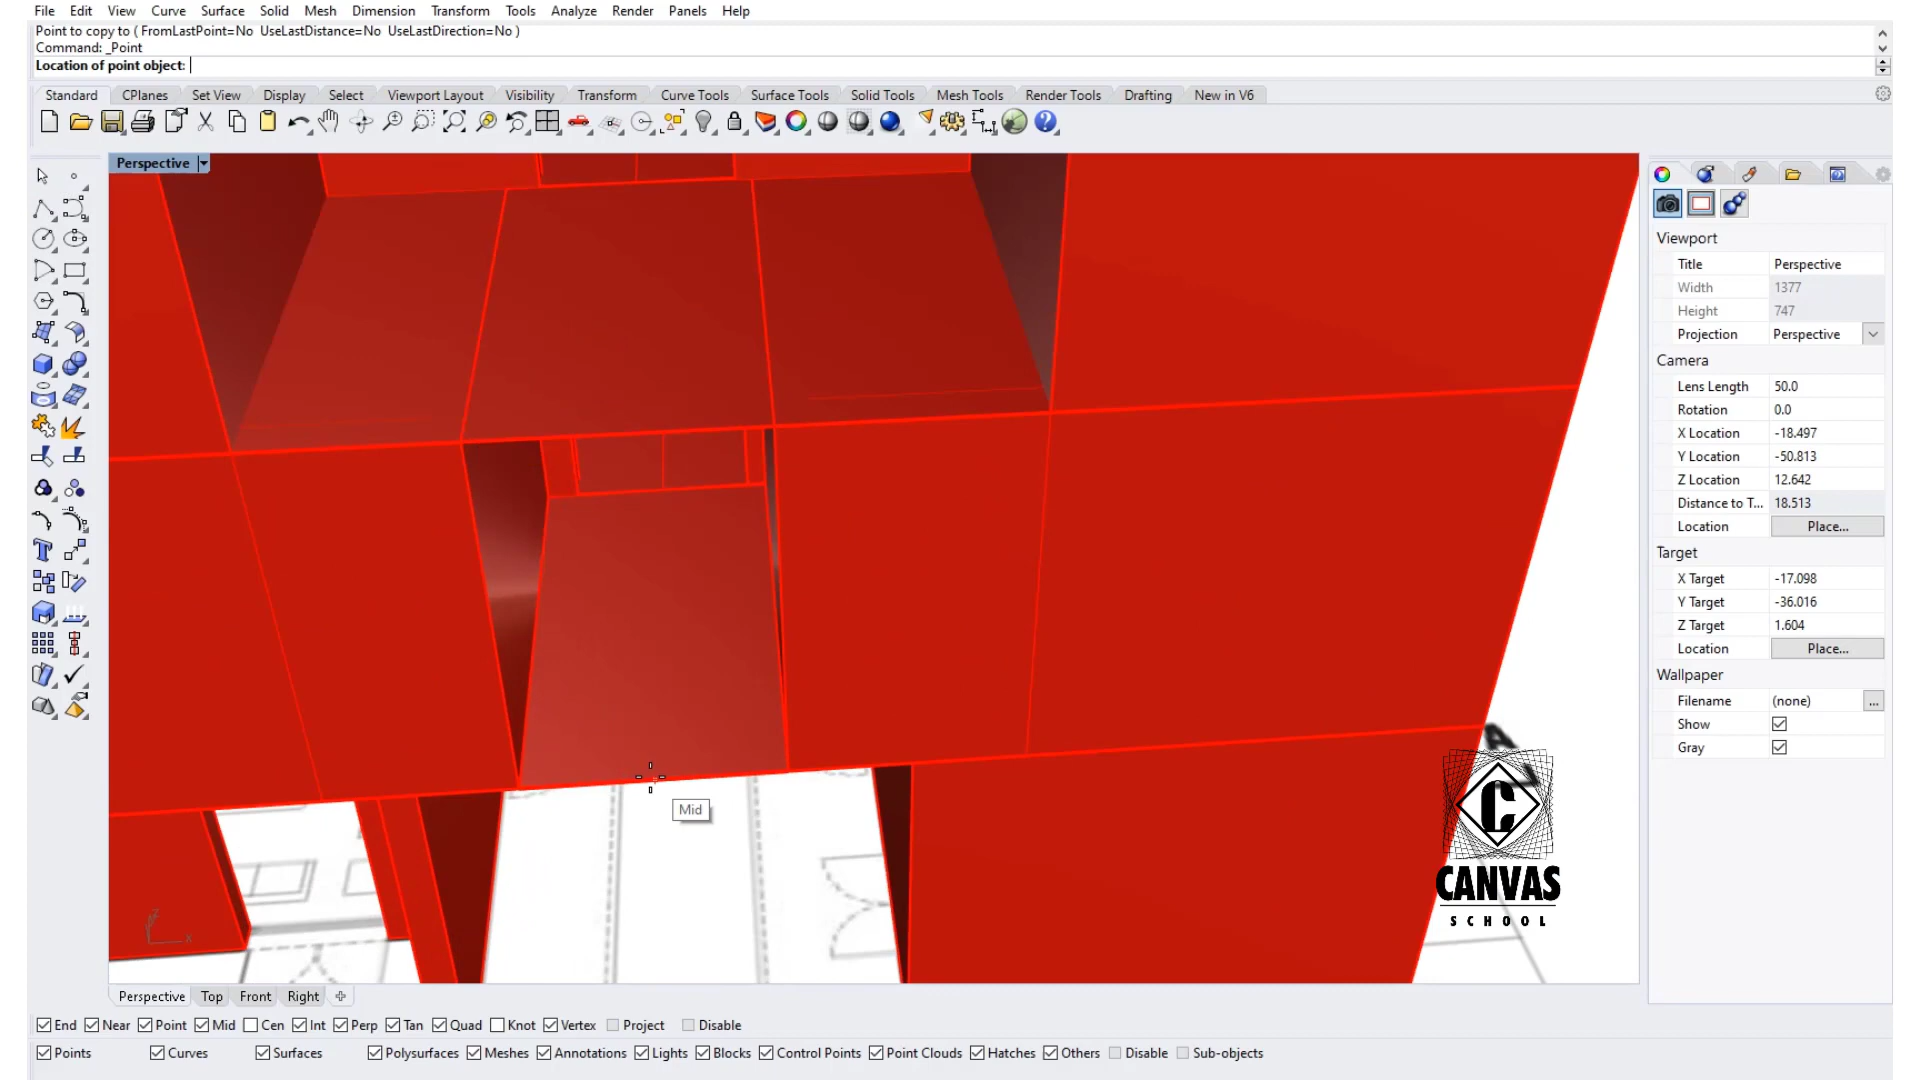 File Edit View Curve Surface Solid Mesh Dimension Transform Tools Analyze Render Panels Help
Point to copy to ( FromLastPoint=No UseLastDistance=No UseLastDirection=No )
Command: _Point
Location of point object:
Standard CPlanes Set View Display Select Viewport Layout Visibility Transform Curve Tools Surface Tools Solid Tools Mesh Tools Render Tools Drafting New in V6
Perspective
Viewport
Title Perspective
Width 1377
Height 747
Projection Perspective
Camera
Lens Length 50.0
Rotation 0.0
X Location -18.497
Y Location -50.813
Z Location 12.642
Distance to T... 18.513
Location Place...
Target
X Target -17.098
Y Target -36.016
Z Target 1.604
Location Place...
Wallpaper
Filename (none) ...
Show
Gray
Mid
CANVAS
SCHOOL
z
x
Perspective Top Front Right
End Near Point Mid Cen Int Perp Tan Quad Knot Vertex Project Disable
Points Curves Surfaces Polysurfaces Meshes Annotations Lights Blocks Control Points Point Clouds Hatches Others Disable Sub-objects